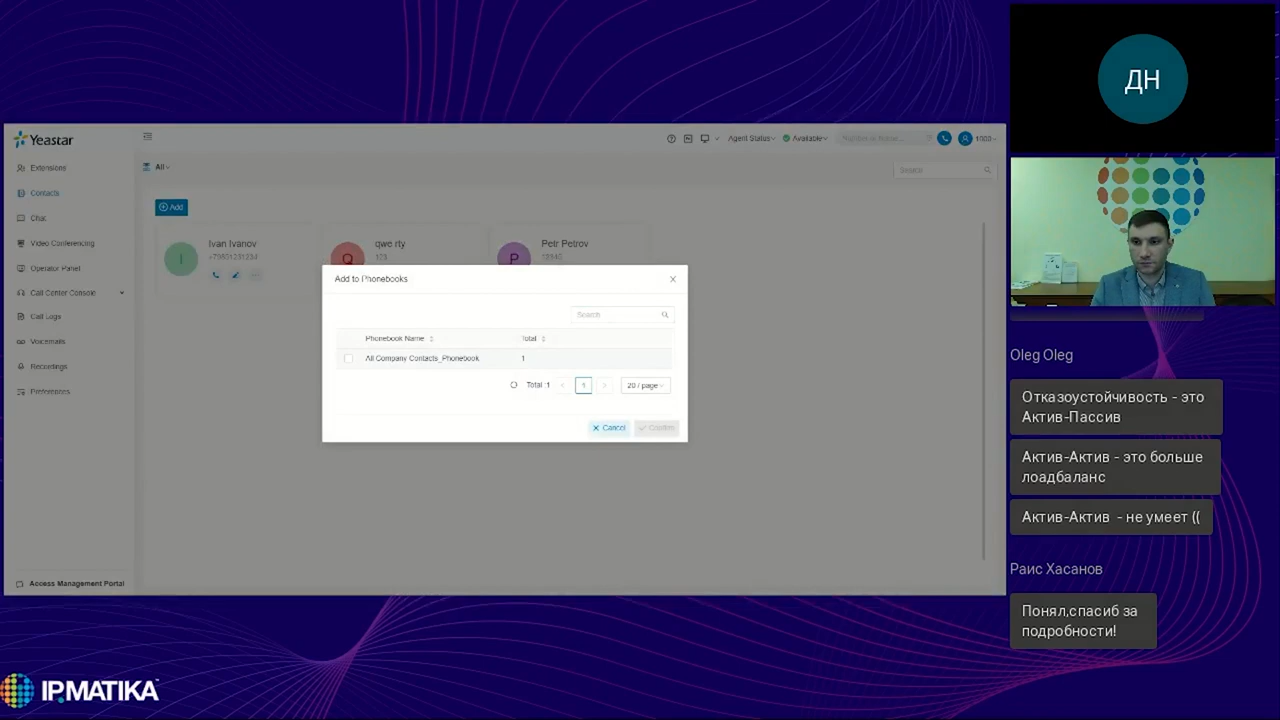 Yeastar
Agent Status
Available
1000
Extensions
Contacts
Chat
Video Conferencing
Operator Panel
Call Center Console
Call Logs
Voicemails
Recordings
Preferences
Access Management Portal
All
Search
Add
I
Ivan Ivanov
Q
qwe rty
123
P
Petr Petrov
Add to Phonebooks
Search
Phonebook Name
Total
All Company Contacts_Phonebook
1
Total :1
1
20 / page
Cancel
Confirm
IPMATIKA
ДН
Oleg Oleg
Отказоустойчивость - это
Актив-Пассив
Актив-Актив - это больше
лоадбаланс
Актив-Актив - не умеет ((
Раис Хасанов
Понял,спасиб за
подробности!